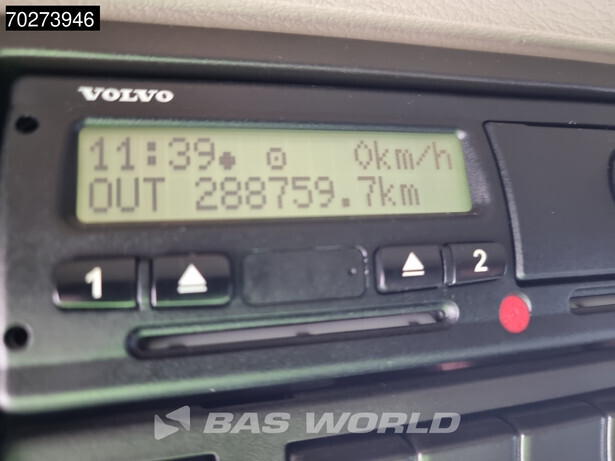 70273946
VOLVO
11:39 0km/h
OUT 288759.7km
1 2
BAS WORLD